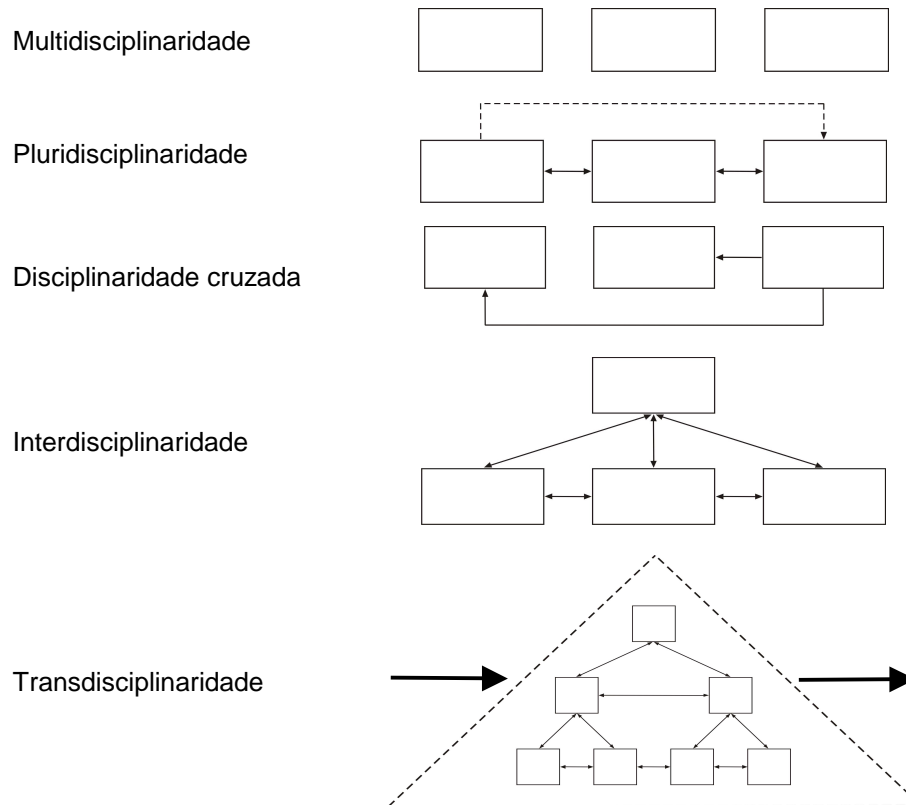 Multidisciplinaridade
Pluridisciplinaridade
Disciplinaridade cruzada
Interdisciplinaridade
Transdisciplinaridade